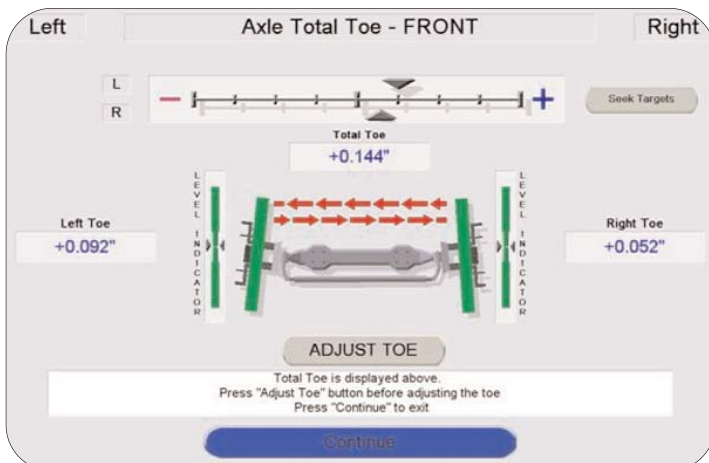 Left
Axle Total Toe - FRONT
Right
L
R
− +
Seek Targets
Total Toe
+0.144"
LEVEL INDICATOR
LEVEL INDICATOR
Left Toe
+0.092"
Right Toe
+0.052"
ADJUST TOE
Total Toe is displayed above.
Press "Adjust Toe" button before adjusting the toe
Press "Continue" to exit
Continue